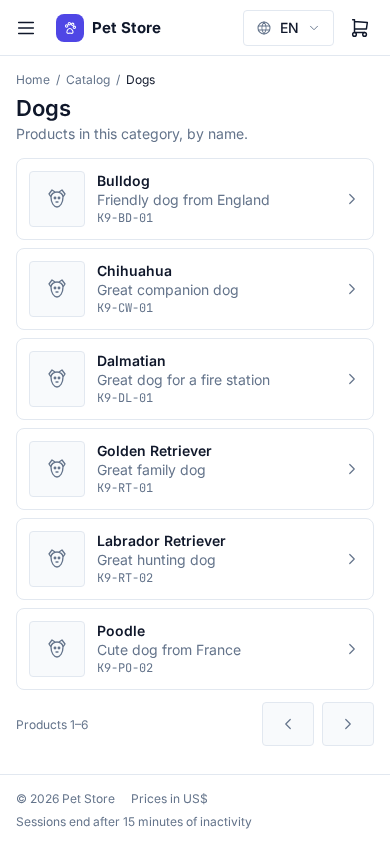 Pet Store
EN
Home / Catalog / Dogs
Dogs
Products in this category, by name.
Bulldog
Friendly dog from England
K9-BD-01
Chihuahua
Great companion dog
K9-CW-01
Dalmatian
Great dog for a fire station
K9-DL-01
Golden Retriever
Great family dog
K9-RT-01
Labrador Retriever
Great hunting dog
K9-RT-02
Poodle
Cute dog from France
K9-PO-02
Products 1–6
© 2026 Pet Store Prices in US$
Sessions end after 15 minutes of inactivity